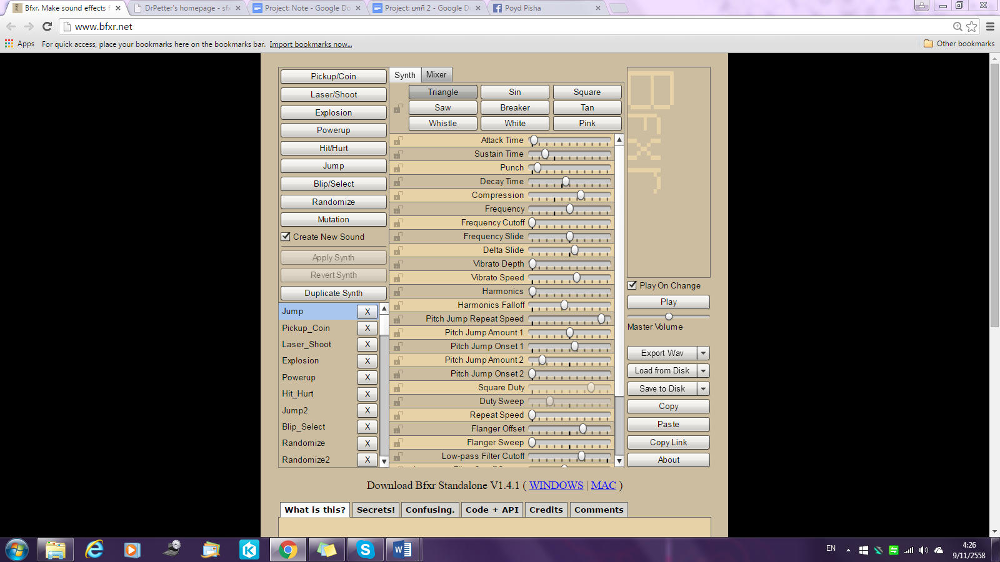 Bfxr. Make sound effects f
DrPetter's homepage - sfx
Project: Note - Google Do
Project: บทที่ 2 - Google D
Poyd Pisha
www.bfxr.net
Apps
For quick access, place your bookmarks here on the bookmarks bar. Import bookmarks now...
Other bookmarks
Pickup/Coin
Laser/Shoot
Explosion
Powerup
Hit/Hurt
Jump
Blip/Select
Randomize
Mutation
Create New Sound
Apply Synth
Revert Synth
Duplicate Synth
Jump X
Pickup_Coin X
Laser_Shoot X
Explosion X
Powerup X
Hit_Hurt X
Jump2 X
Blip_Select X
Randomize X
Randomize2 X
Synth Mixer
Triangle Sin Square
Saw Breaker Tan
Whistle White Pink
Attack Time
Sustain Time
Punch
Decay Time
Compression
Frequency
Frequency Cutoff
Frequency Slide
Delta Slide
Vibrato Depth
Vibrato Speed
Harmonics
Harmonics Falloff
Pitch Jump Repeat Speed
Pitch Jump Amount 1
Pitch Jump Onset 1
Pitch Jump Amount 2
Pitch Jump Onset 2
Square Duty
Duty Sweep
Repeat Speed
Flanger Offset
Flanger Sweep
Low-pass Filter Cutoff
Bfxr
Play On Change
Play
Master Volume
Export Wav
Load from Disk
Save to Disk
Copy
Paste
Copy Link
About
Download Bfxr Standalone V1.4.1 ( WINDOWS | MAC )
What is this? Secrets! Confusing. Code + API Credits Comments
EN
4:26
9/11/2558